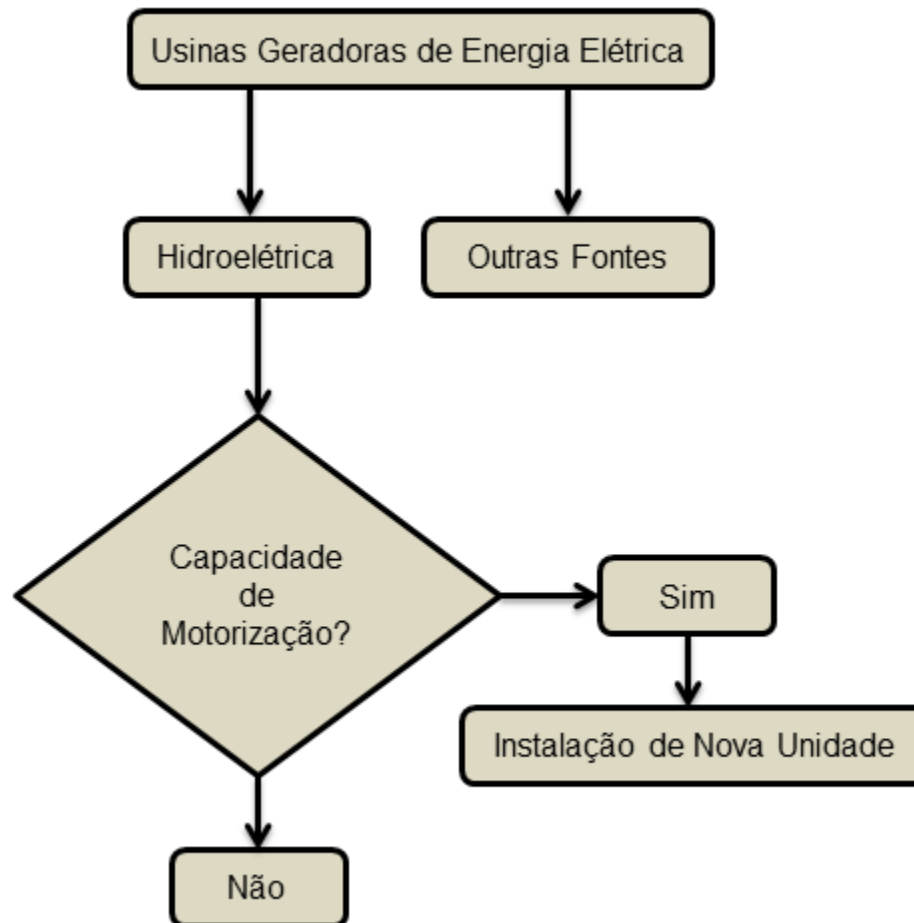 Usinas Geradoras de Energia Elétrica
Hidroelétrica
Outras Fontes
Capacidade
de
Motorização?
Sim
Instalação de Nova Unidade
Não